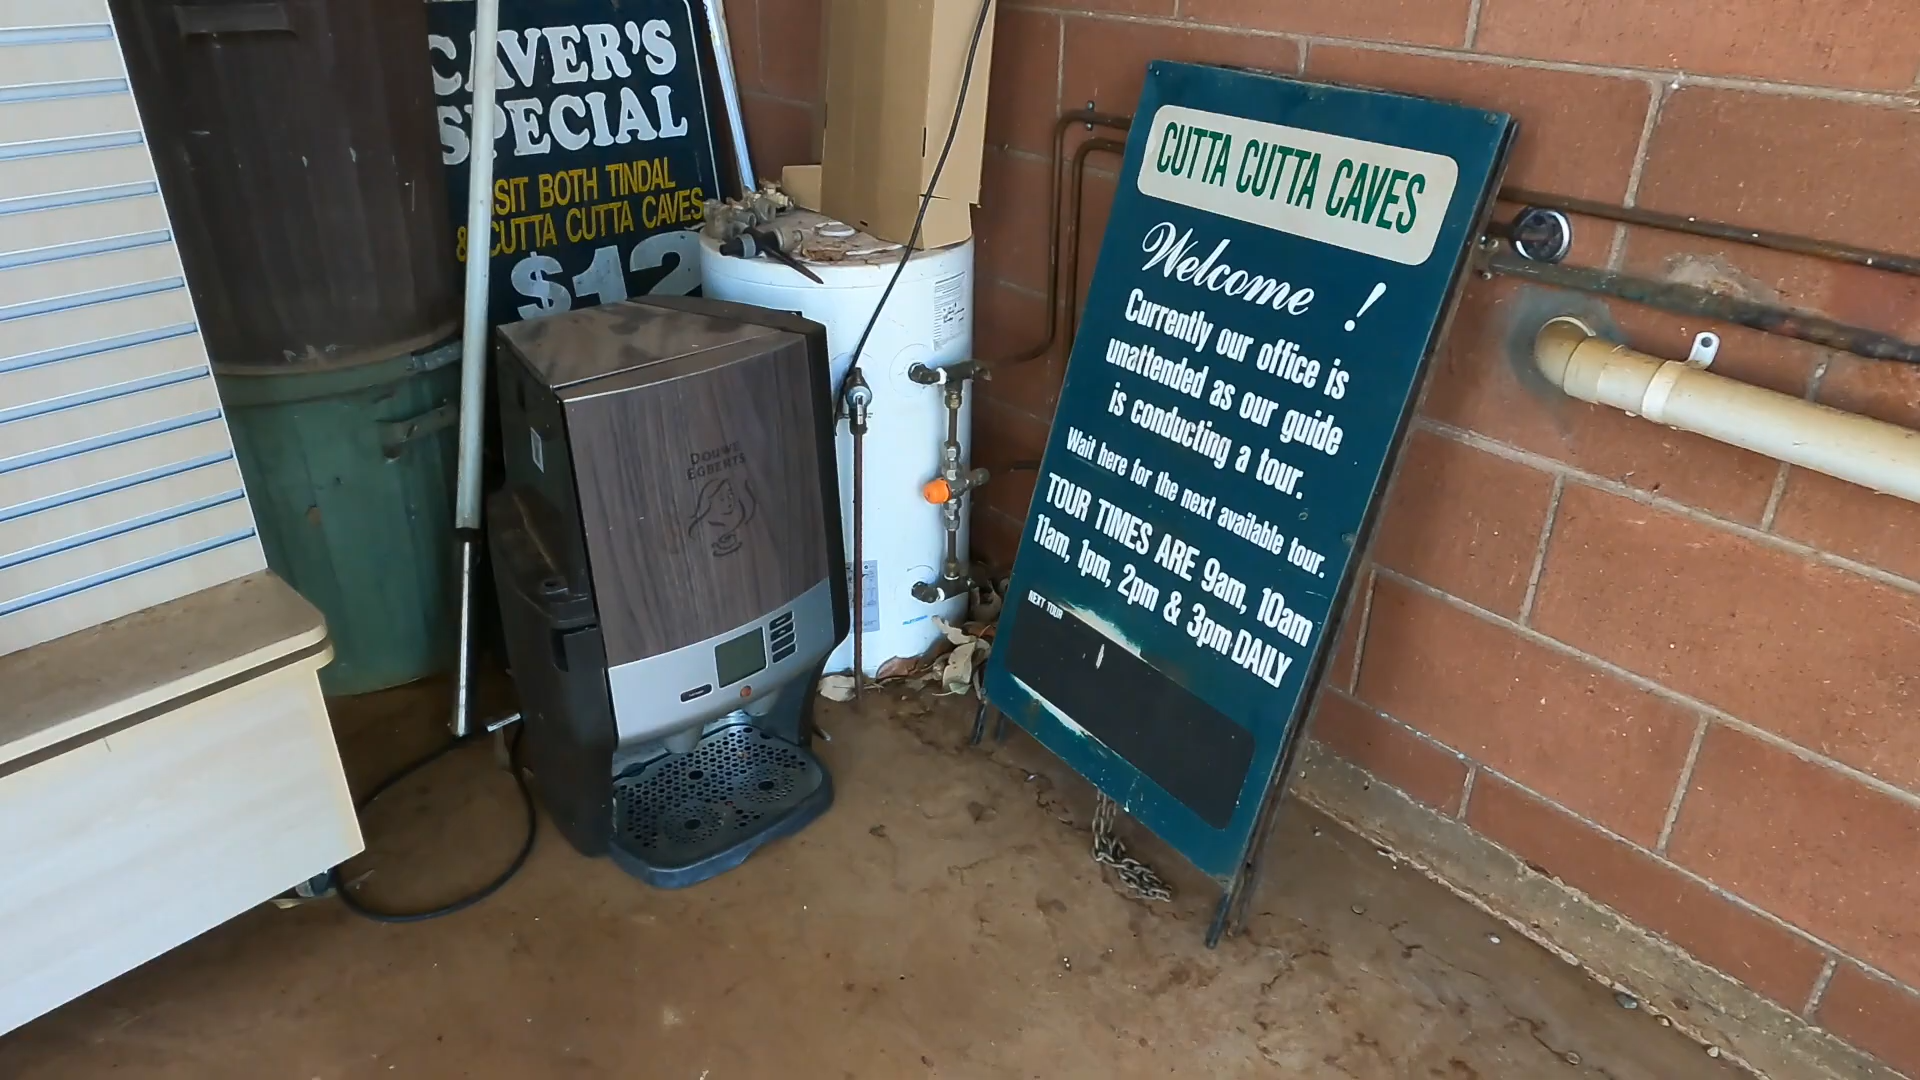 CAVER'S
SPECIAL
VISIT BOTH TINDAL
& CUTTA CUTTA CAVES
$12
DOUWE
EGBERTS
CUTTA CUTTA CAVES
Welcome !
Currently our office is
unattended as our guide
is conducting a tour.
Wait here for the next available tour.
TOUR TIMES ARE 9am, 10am
11am, 1pm, 2pm & 3pm DAILY
NEXT TOUR